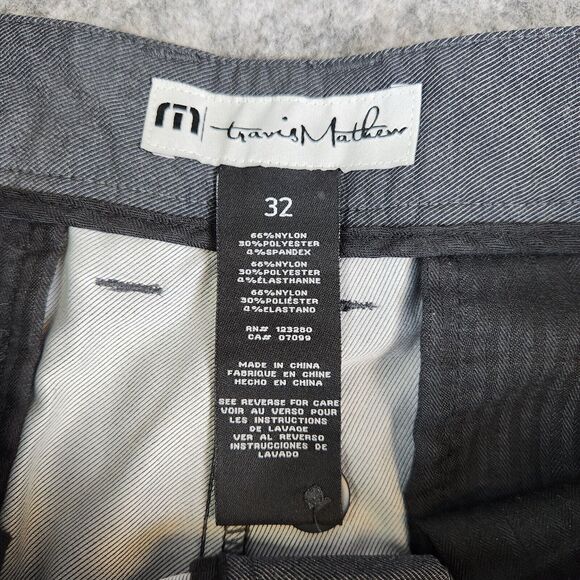 travisMathew
32
66%NYLON
30%POLYESTER
4%SPANDEX
66%NYLON
30%POLYESTER
4%ÉLASTHANNE
66%NYLON
30%POLIÉSTER
4%ELASTANO
RN# 123280
CA# 07099
MADE IN CHINA
FABRIQUE EN CHINE
HECHO EN CHINA
SEE REVERSE FOR CARE
VOIR AU VERSO POUR
LES INSTRUCTIONS
DE LAVAGE
VER AL REVERSO
INSTRUCCIONES DE
LAVADO